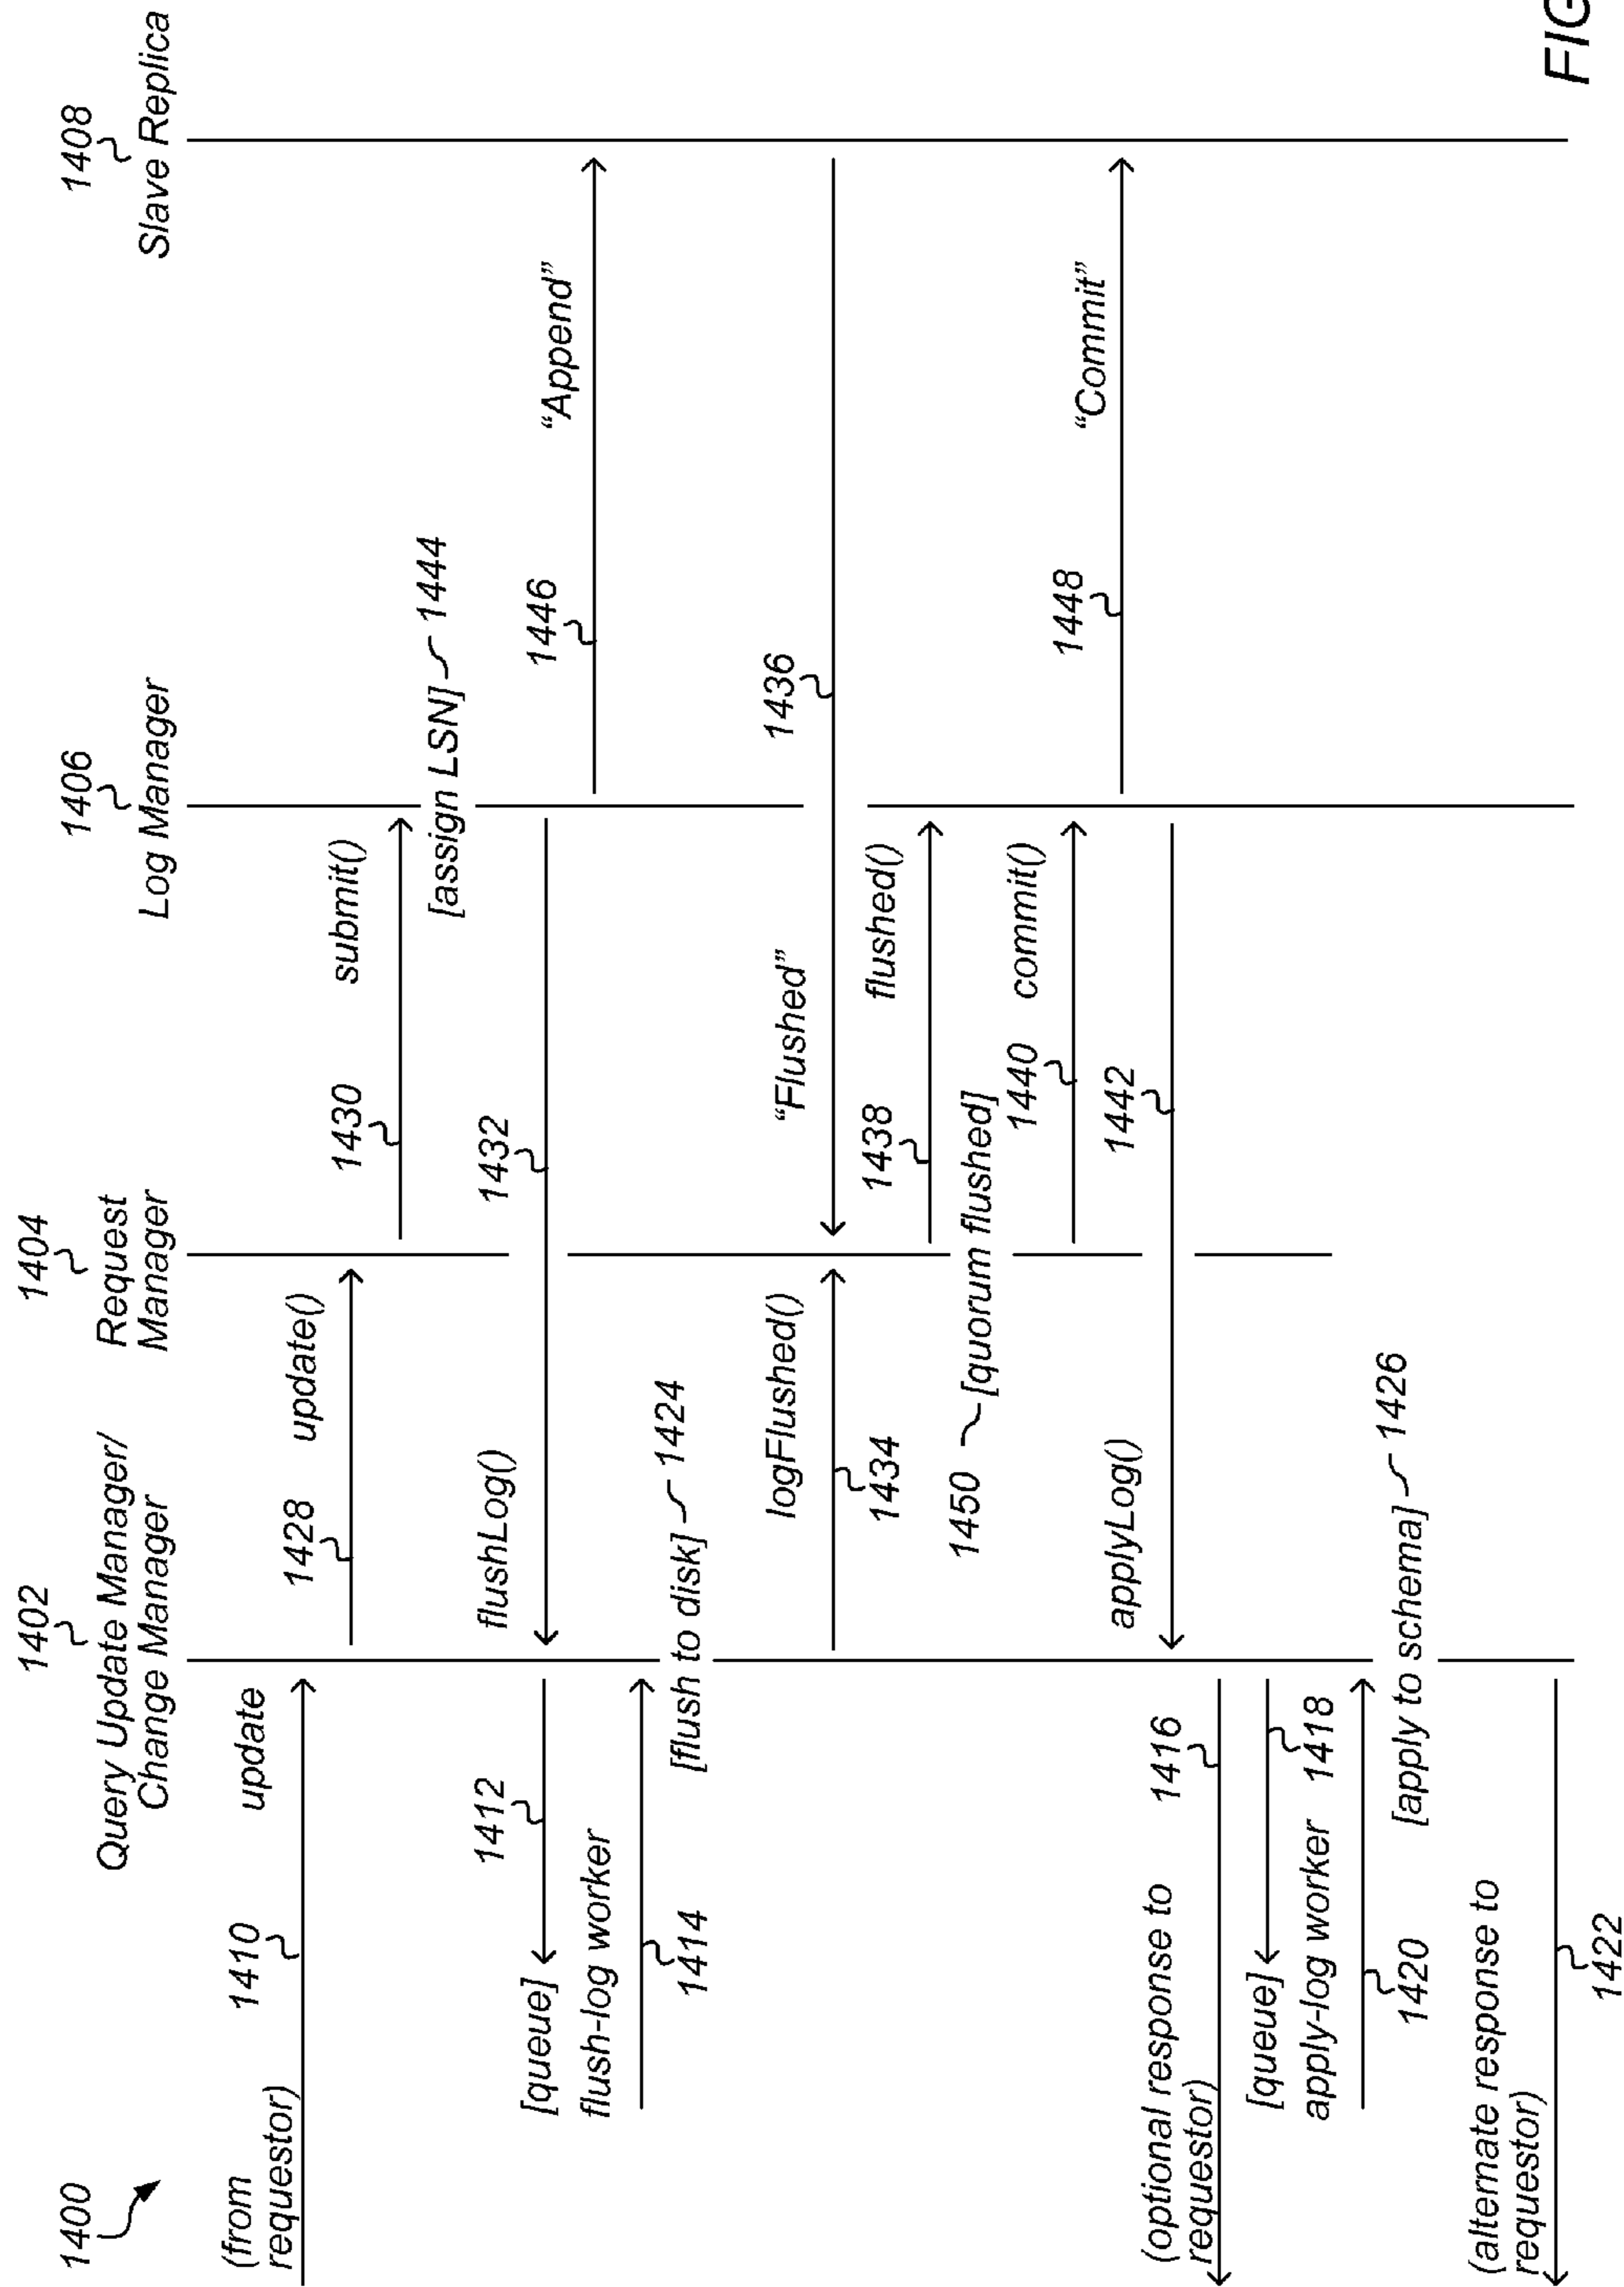 1400
1402
Query Update Manager/
Change Manager
1404
Request
Manager
1406
Log Manager
1408
Slave Replica
(from
requestor)
1410
update
1428
update()
1430
submit()
[assign LSN]
1444
flushLog()
1432
1412
[queue]
1446
"Append"
flush-log worker
1414
[flush to disk]
1424
logFlushed()
1434
"Flushed"
1436
1438
flushed()
1450
[quorum flushed]
1440
commit()
1448
"Commit"
applyLog()
1442
(optional response to
requestor)
1416
[queue]
1418
apply-log worker
1420
[apply to schema]
1426
(alternate response to
requestor)
1422
FIG